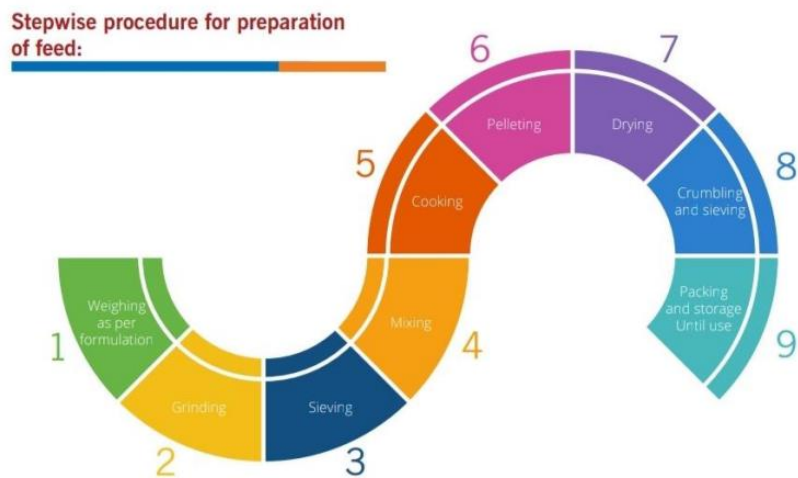 Stepwise procedure for preparation
of feed:
1
Weighing
as per
formulation
2
Grinding
3
Sieving
4
Mixing
5
Cooking
6
Pelleting
7
Drying
8
Crumbling
and sieving
9
Packing
and storage
Until use